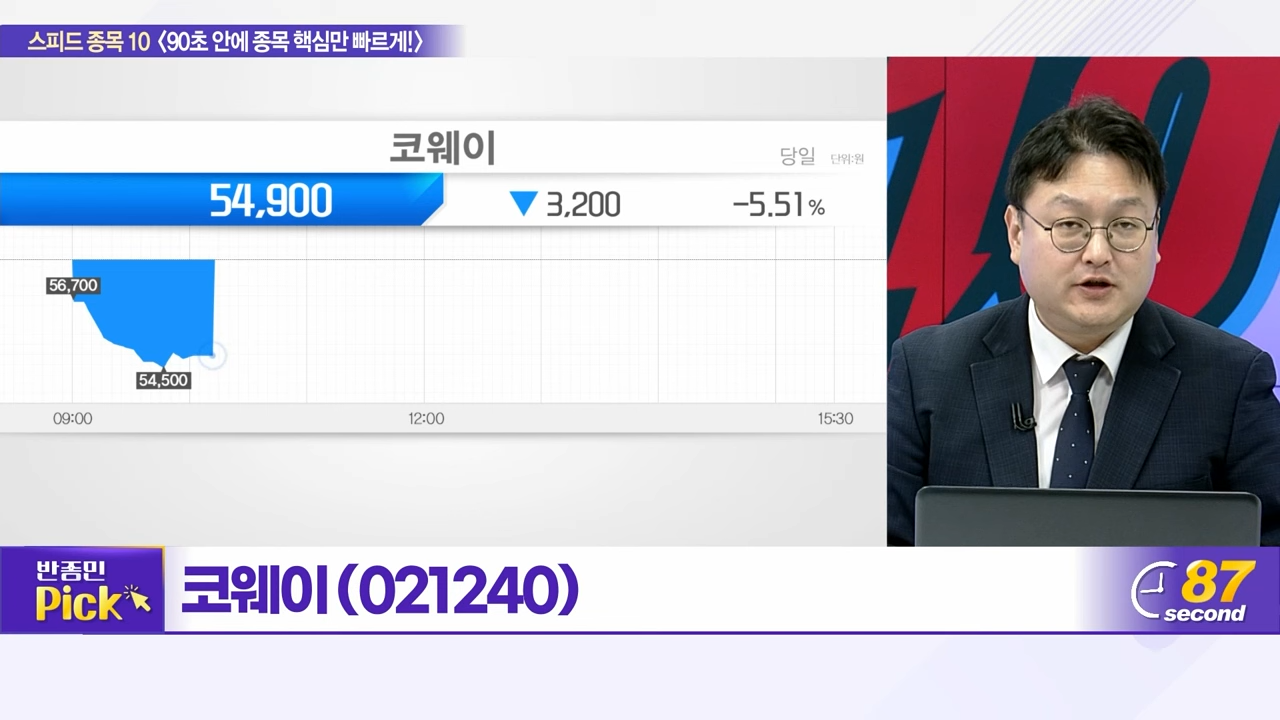 스피드 종목 10 〈90초 안에 종목 핵심만 빠르게!〉
코웨이
당일 단위:원
54,900 ▼ 3,200 -5.51%
56,700
54,500
09:00 12:00 15:30
반종민
Pick
코웨이(021240)
87
second
10